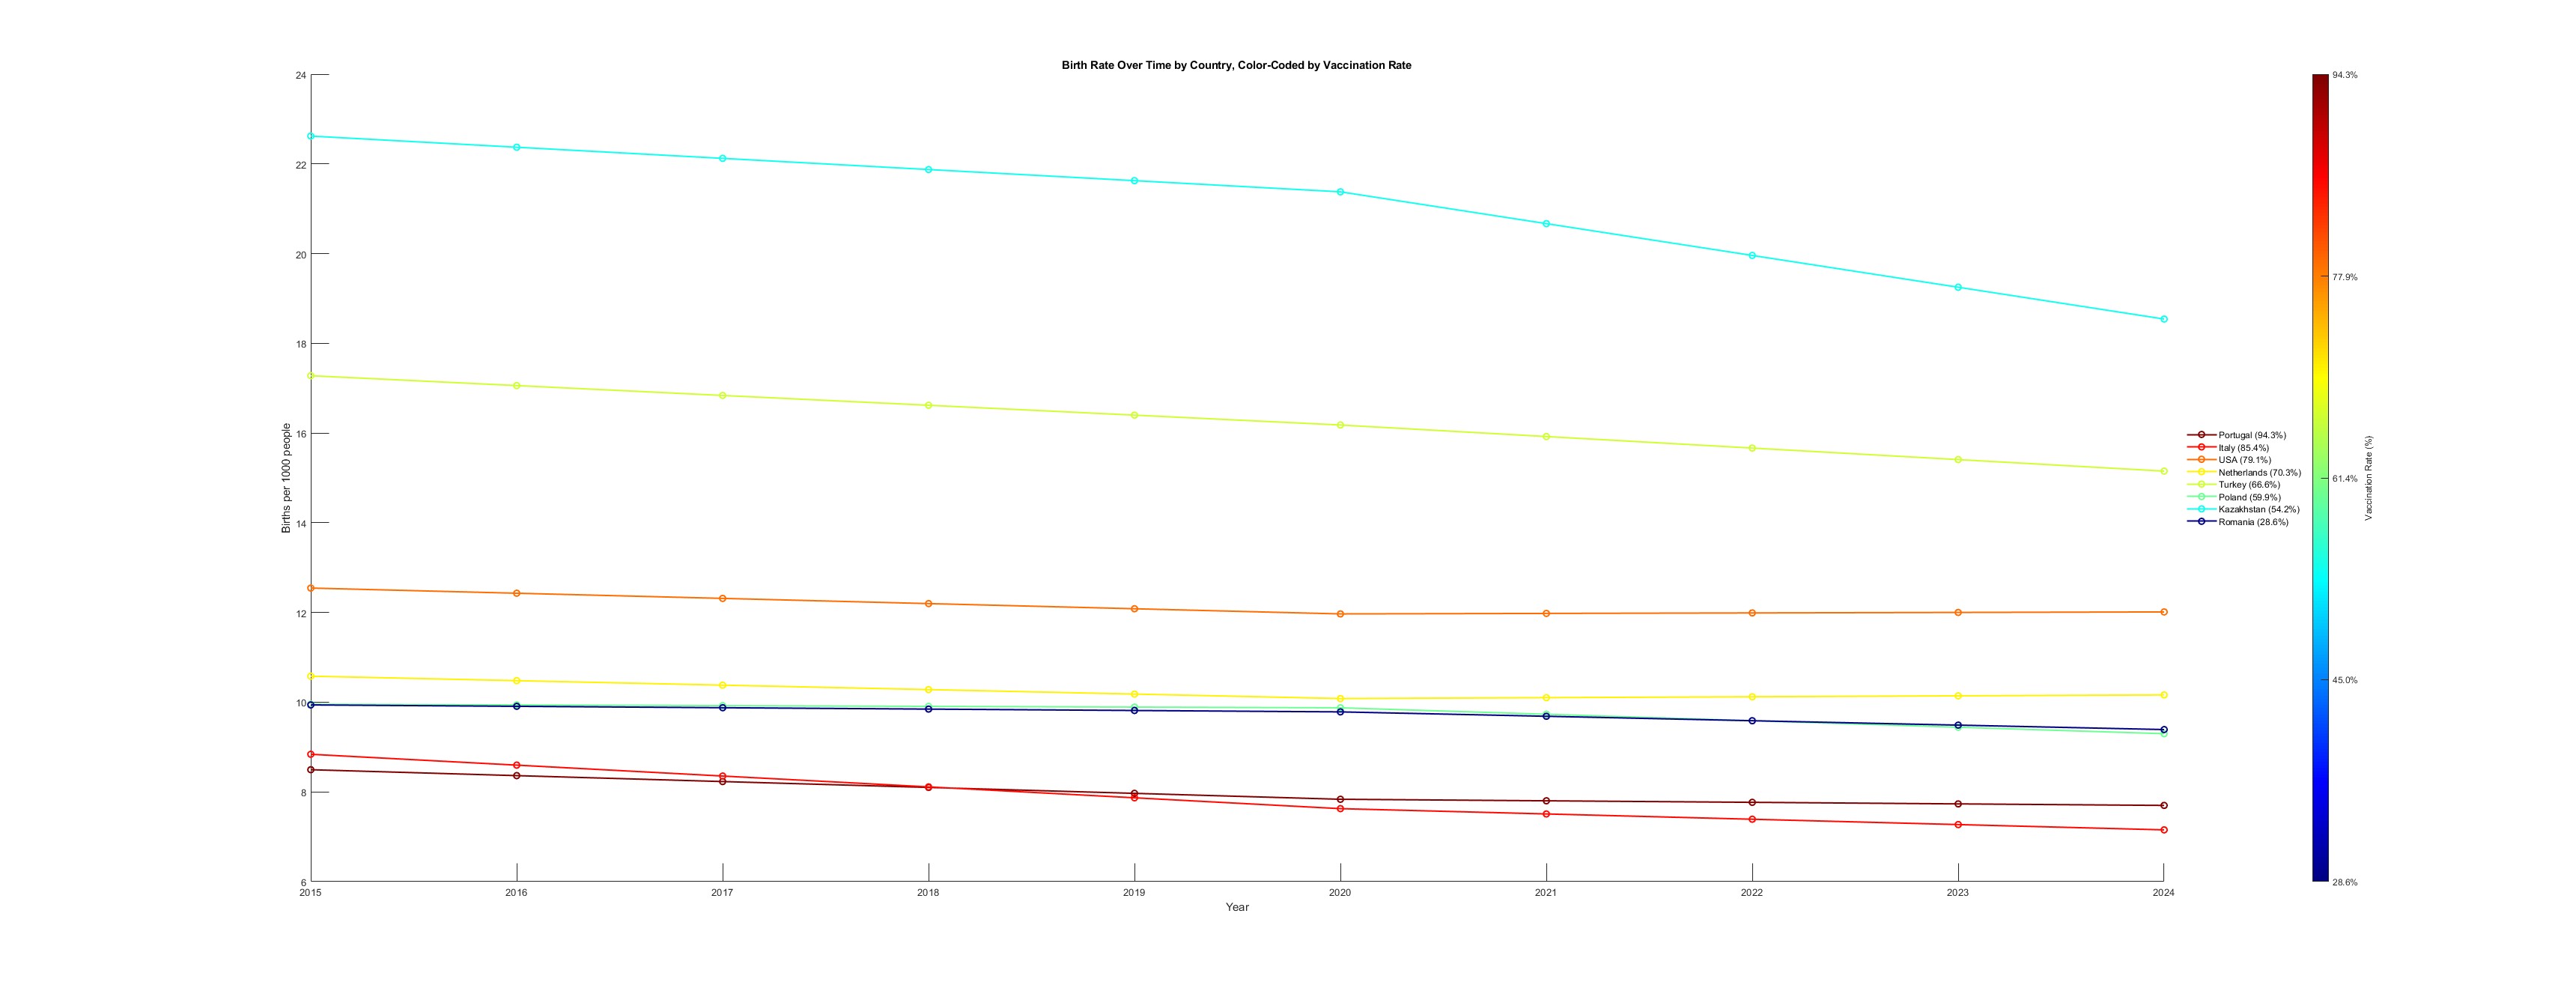 Birth Rate Over Time by Country, Color-Coded by Vaccination Rate
24
22
20
18
16
14
12
10
8
6
Births per 1000 people
2015 2016 2017 2018 2019 2020 2021 2022 2023 2024
Year
Portugal (94.3%)
Italy (85.4%)
USA (79.1%)
Netherlands (70.3%)
Turkey (66.6%)
Poland (59.9%)
Kazakhstan (54.2%)
Romania (28.6%)
94.3%
77.9%
61.4%
45.0%
28.6%
Vaccination Rate (%)